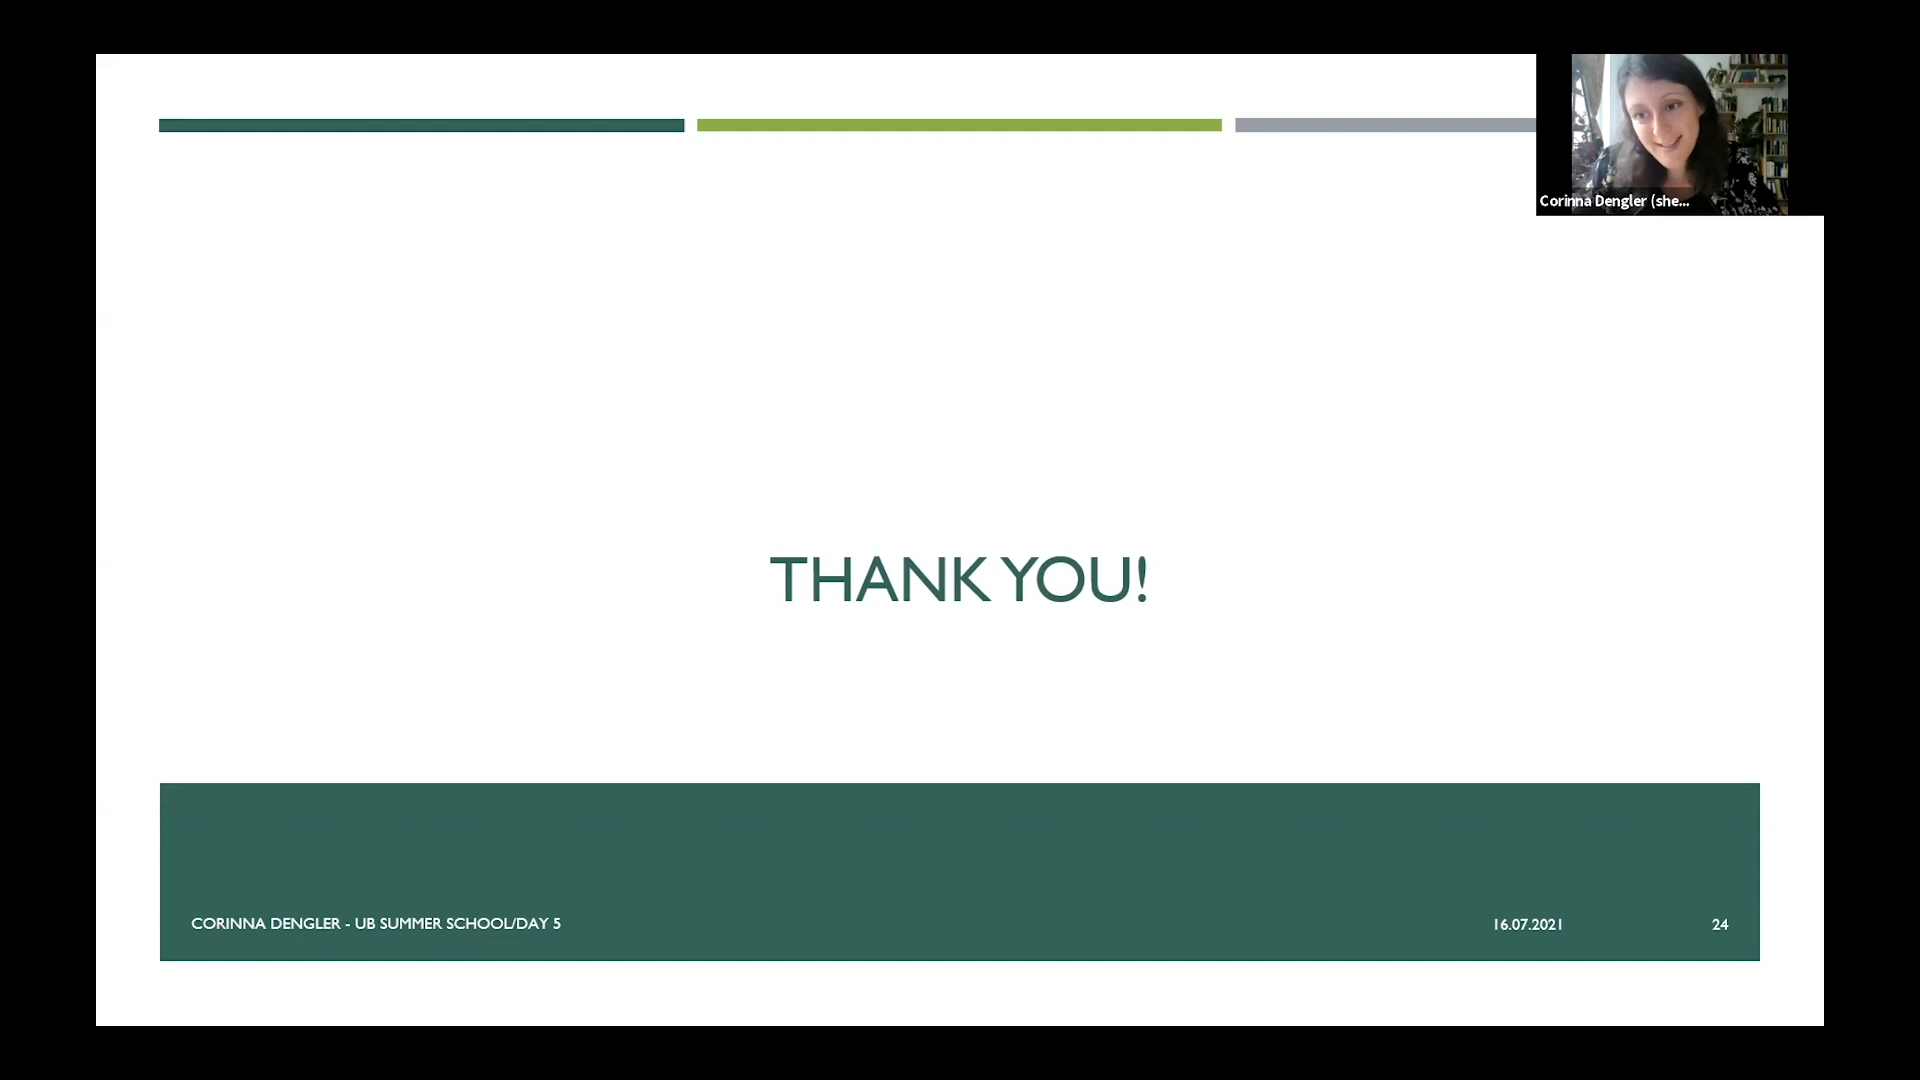 Corinna Dengler (she...
THANK YOU!
CORINNA DENGLER - UB SUMMER SCHOOL/DAY 5
16.07.2021
24